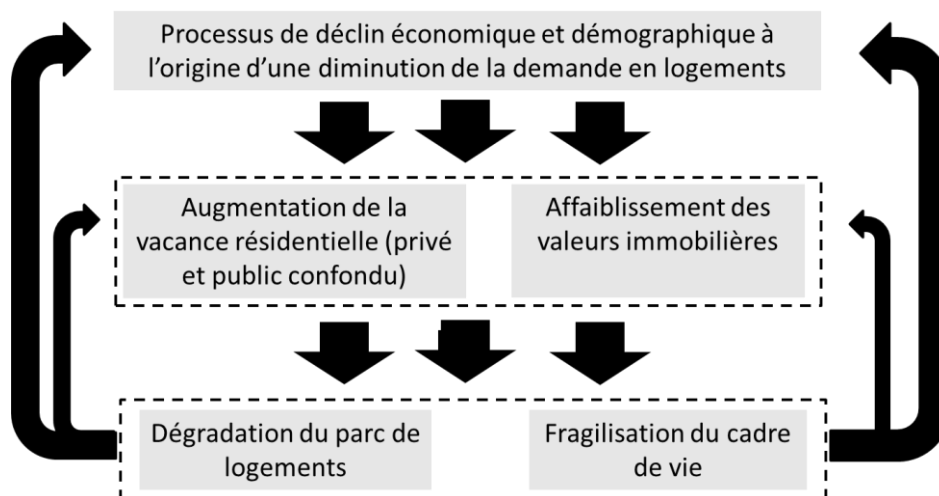 Processus de déclin économique et démographique à
l’origine d’une diminution de la demande en logements
Augmentation de la
vacance résidentielle (privé
et public confondu)
Affaiblissement des
valeurs immobilières
Dégradation du parc de
logements
Fragilisation du cadre
de vie